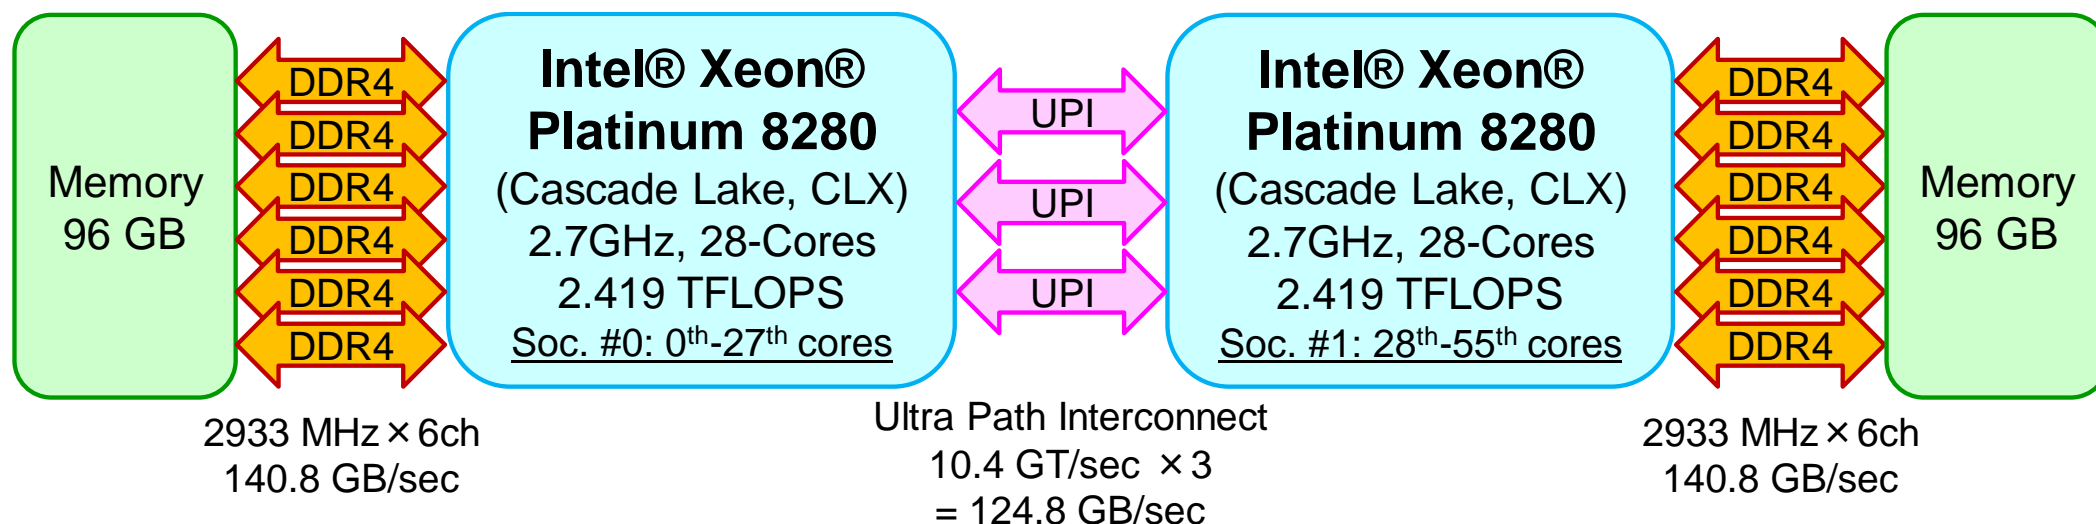 Memory
96 GB
DDR4
DDR4
DDR4
DDR4
DDR4
DDR4
2933 MHz×6ch
140.8 GB/sec
Intel® Xeon®
Platinum 8280
(Cascade Lake, CLX)
2.7GHz, 28-Cores
2.419 TFLOPS
Soc. #0: 0th-27th cores
UPI
UPI
UPI
Ultra Path Interconnect
10.4 GT/sec ×3
= 124.8 GB/sec
Intel® Xeon®
Platinum 8280
(Cascade Lake, CLX)
2.7GHz, 28-Cores
2.419 TFLOPS
Soc. #1: 28th-55th cores
DDR4
DDR4
DDR4
DDR4
DDR4
DDR4
2933 MHz×6ch
140.8 GB/sec
Memory
96 GB